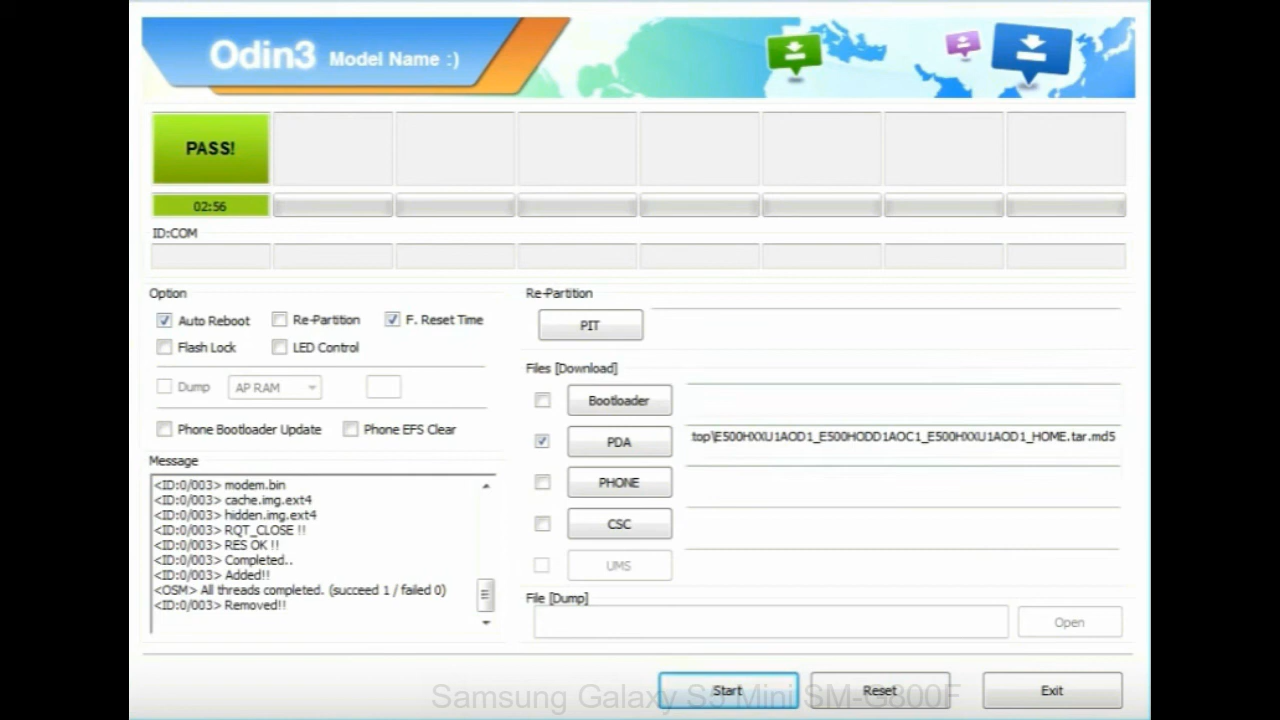 Odin3 Model Name :)
PASS!
02:56
ID:COM
Option
Auto Reboot Re-Partition F. Reset Time
Flash Lock LED Control
Dump AP RAM
Phone Bootloader Update Phone EFS Clear
Message
<ID:0/003> modem.bin
<ID:0/003> cache.img.ext4
<ID:0/003> hidden.img.ext4
<ID:0/003> RQT_CLOSE !!
<ID:0/003> RES OK !!
<ID:0/003> Completed..
<ID:0/003> Added!!
<OSM> All threads completed. (succeed 1 / failed 0)
<ID:0/003> Removed!!
Re-Partition
PIT
Files [Download]
Bootloader
PDA top\E500HXXU1AOD1_E500HODD1AOC1_E500HXXU1AOD1_HOME.tar.md5
PHONE
CSC
UMS
File [Dump]
Open
Start Reset Exit
Samsung Galaxy S5 Mini SM-G800F